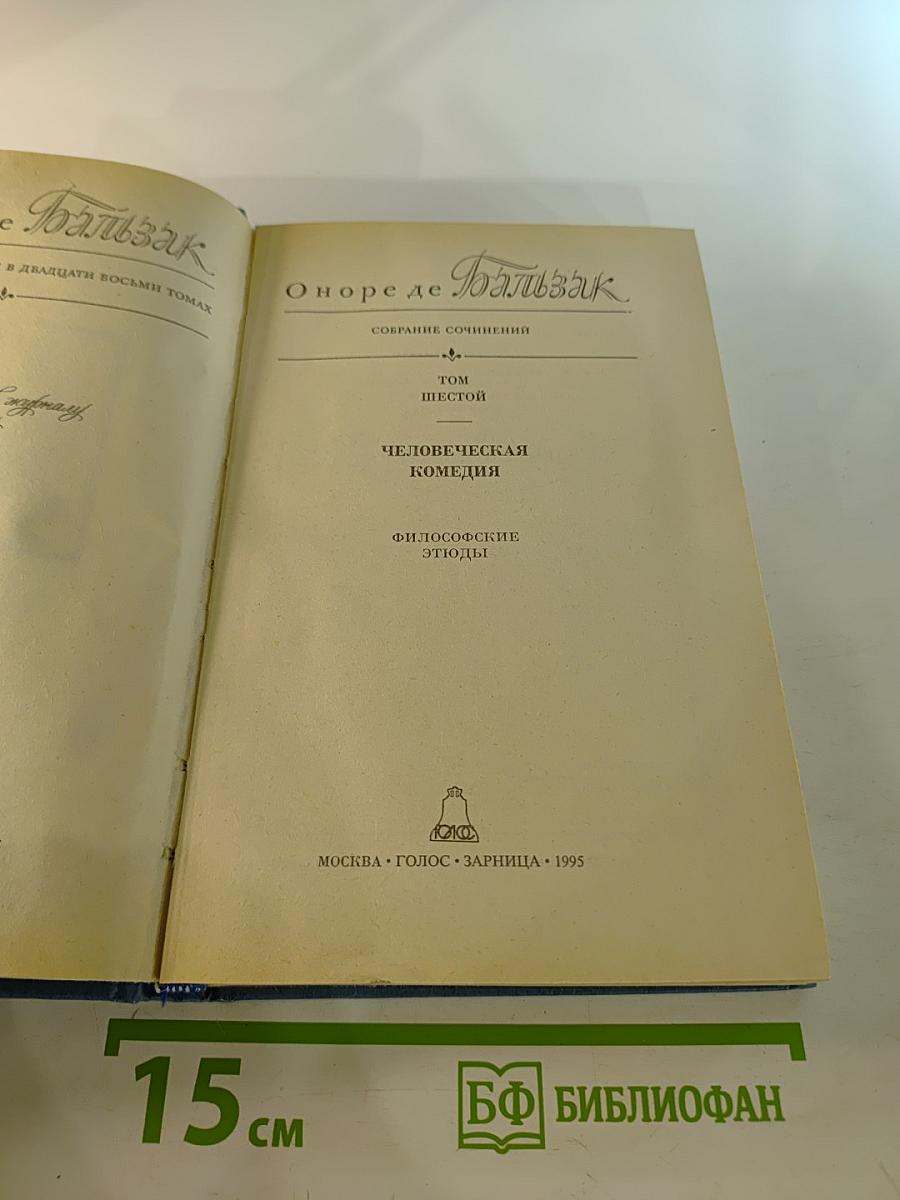 е Бальзак
В ДВАДЦАТИ ВОСЬМИ ТОМАХ
журналу
Оноре де Бальзак
СОБРАНИЕ СОЧИНЕНИЙ
ТОМ
ШЕСТОЙ
ЧЕЛОВЕЧЕСКАЯ
КОМЕДИЯ
ФИЛОСОФСКИЕ
ЭТЮДЫ
ГОЛОС
МОСКВА • ГОЛОС • ЗАРНИЦА • 1995
15 см
БФ БИБЛИОФАН